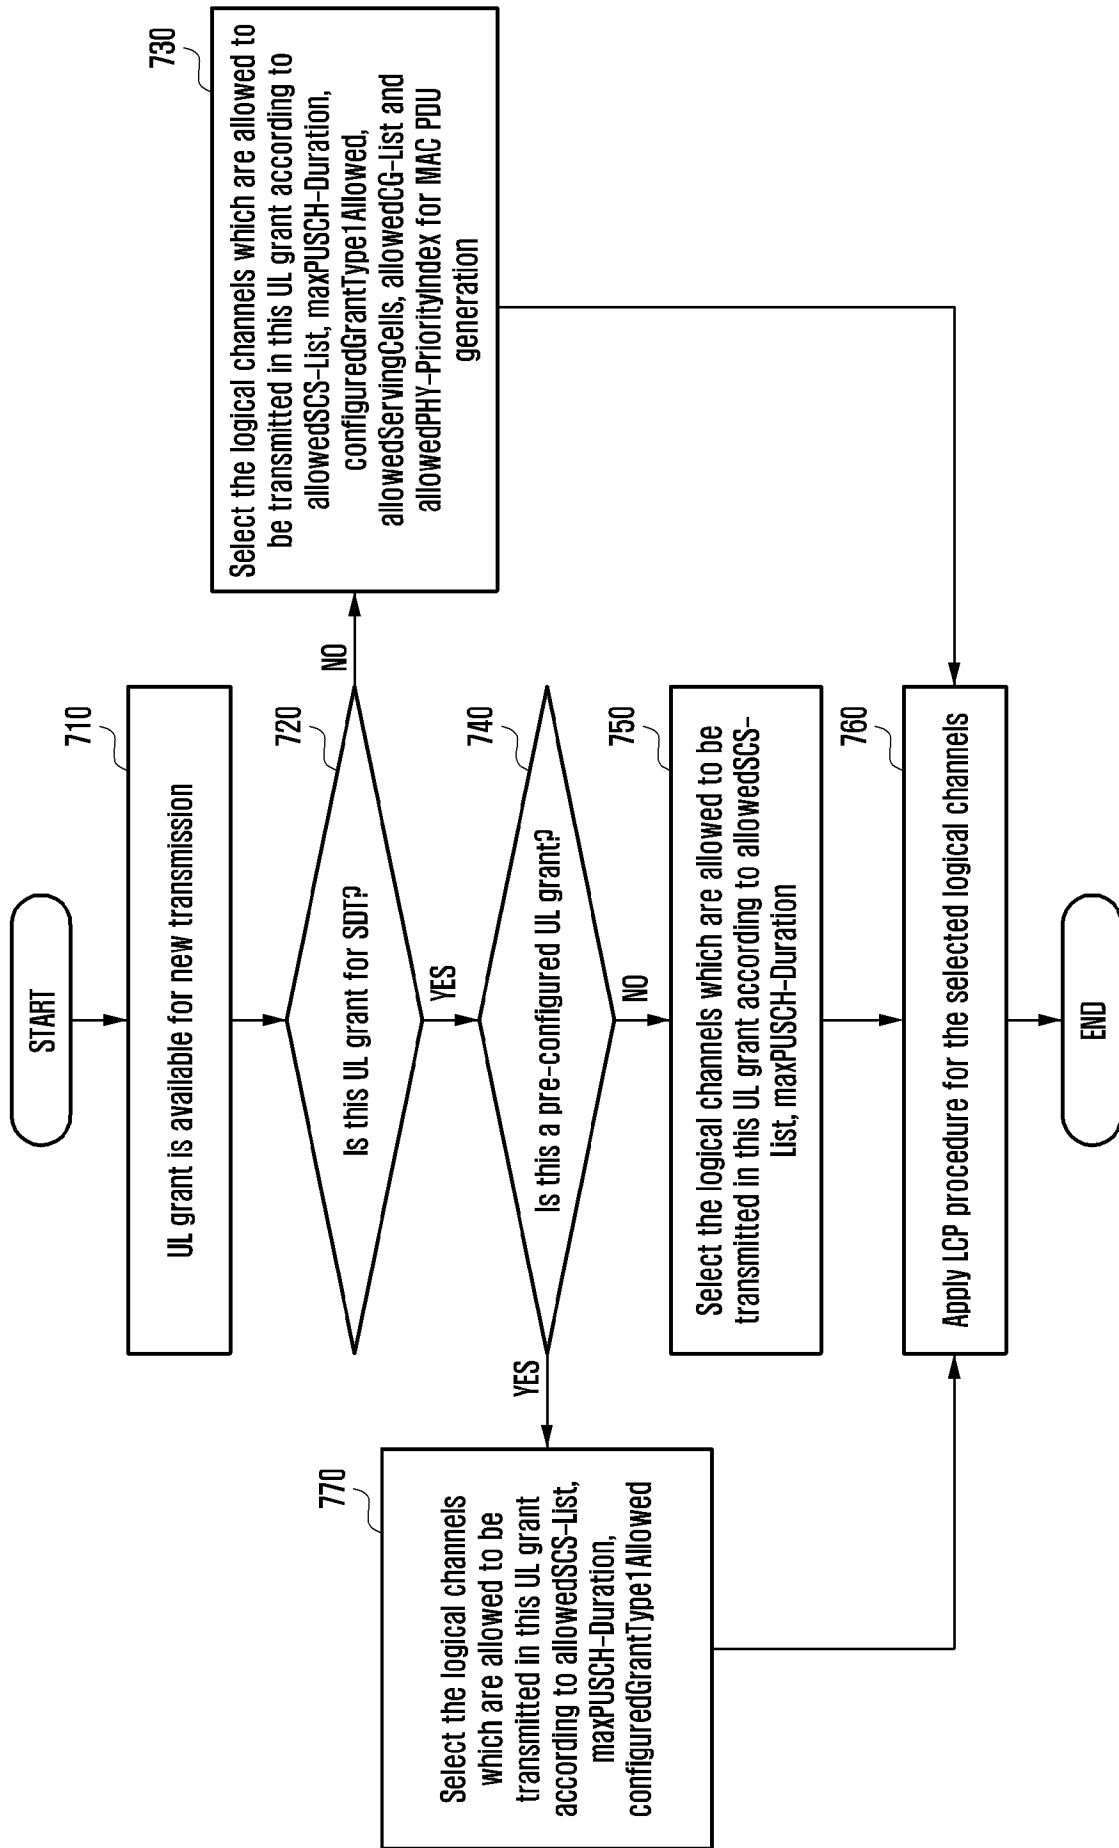 START
710
UL grant is available for new transmission
720
Is this UL grant for SDT?
NO
YES
730
Select the logical channels which are allowed to
be transmitted in this UL grant according to
allowedSCS-List, maxPUSCH-Duration,
configuredGrantType1Allowed,
allowedServingCells, allowedCG-List and
allowedPHY-PriorityIndex for MAC PDU
generation
740
Is this a pre-configured UL grant?
YES
NO
770
Select the logical channels
which are allowed to be
transmitted in this UL grant
according to allowedSCS-List,
maxPUSCH-Duration,
configuredGrantType1Allowed
750
Select the logical channels which are allowed to be
transmitted in this UL grant according to allowedSCS-
List, maxPUSCH-Duration
760
Apply LCP procedure for the selected logical channels
END